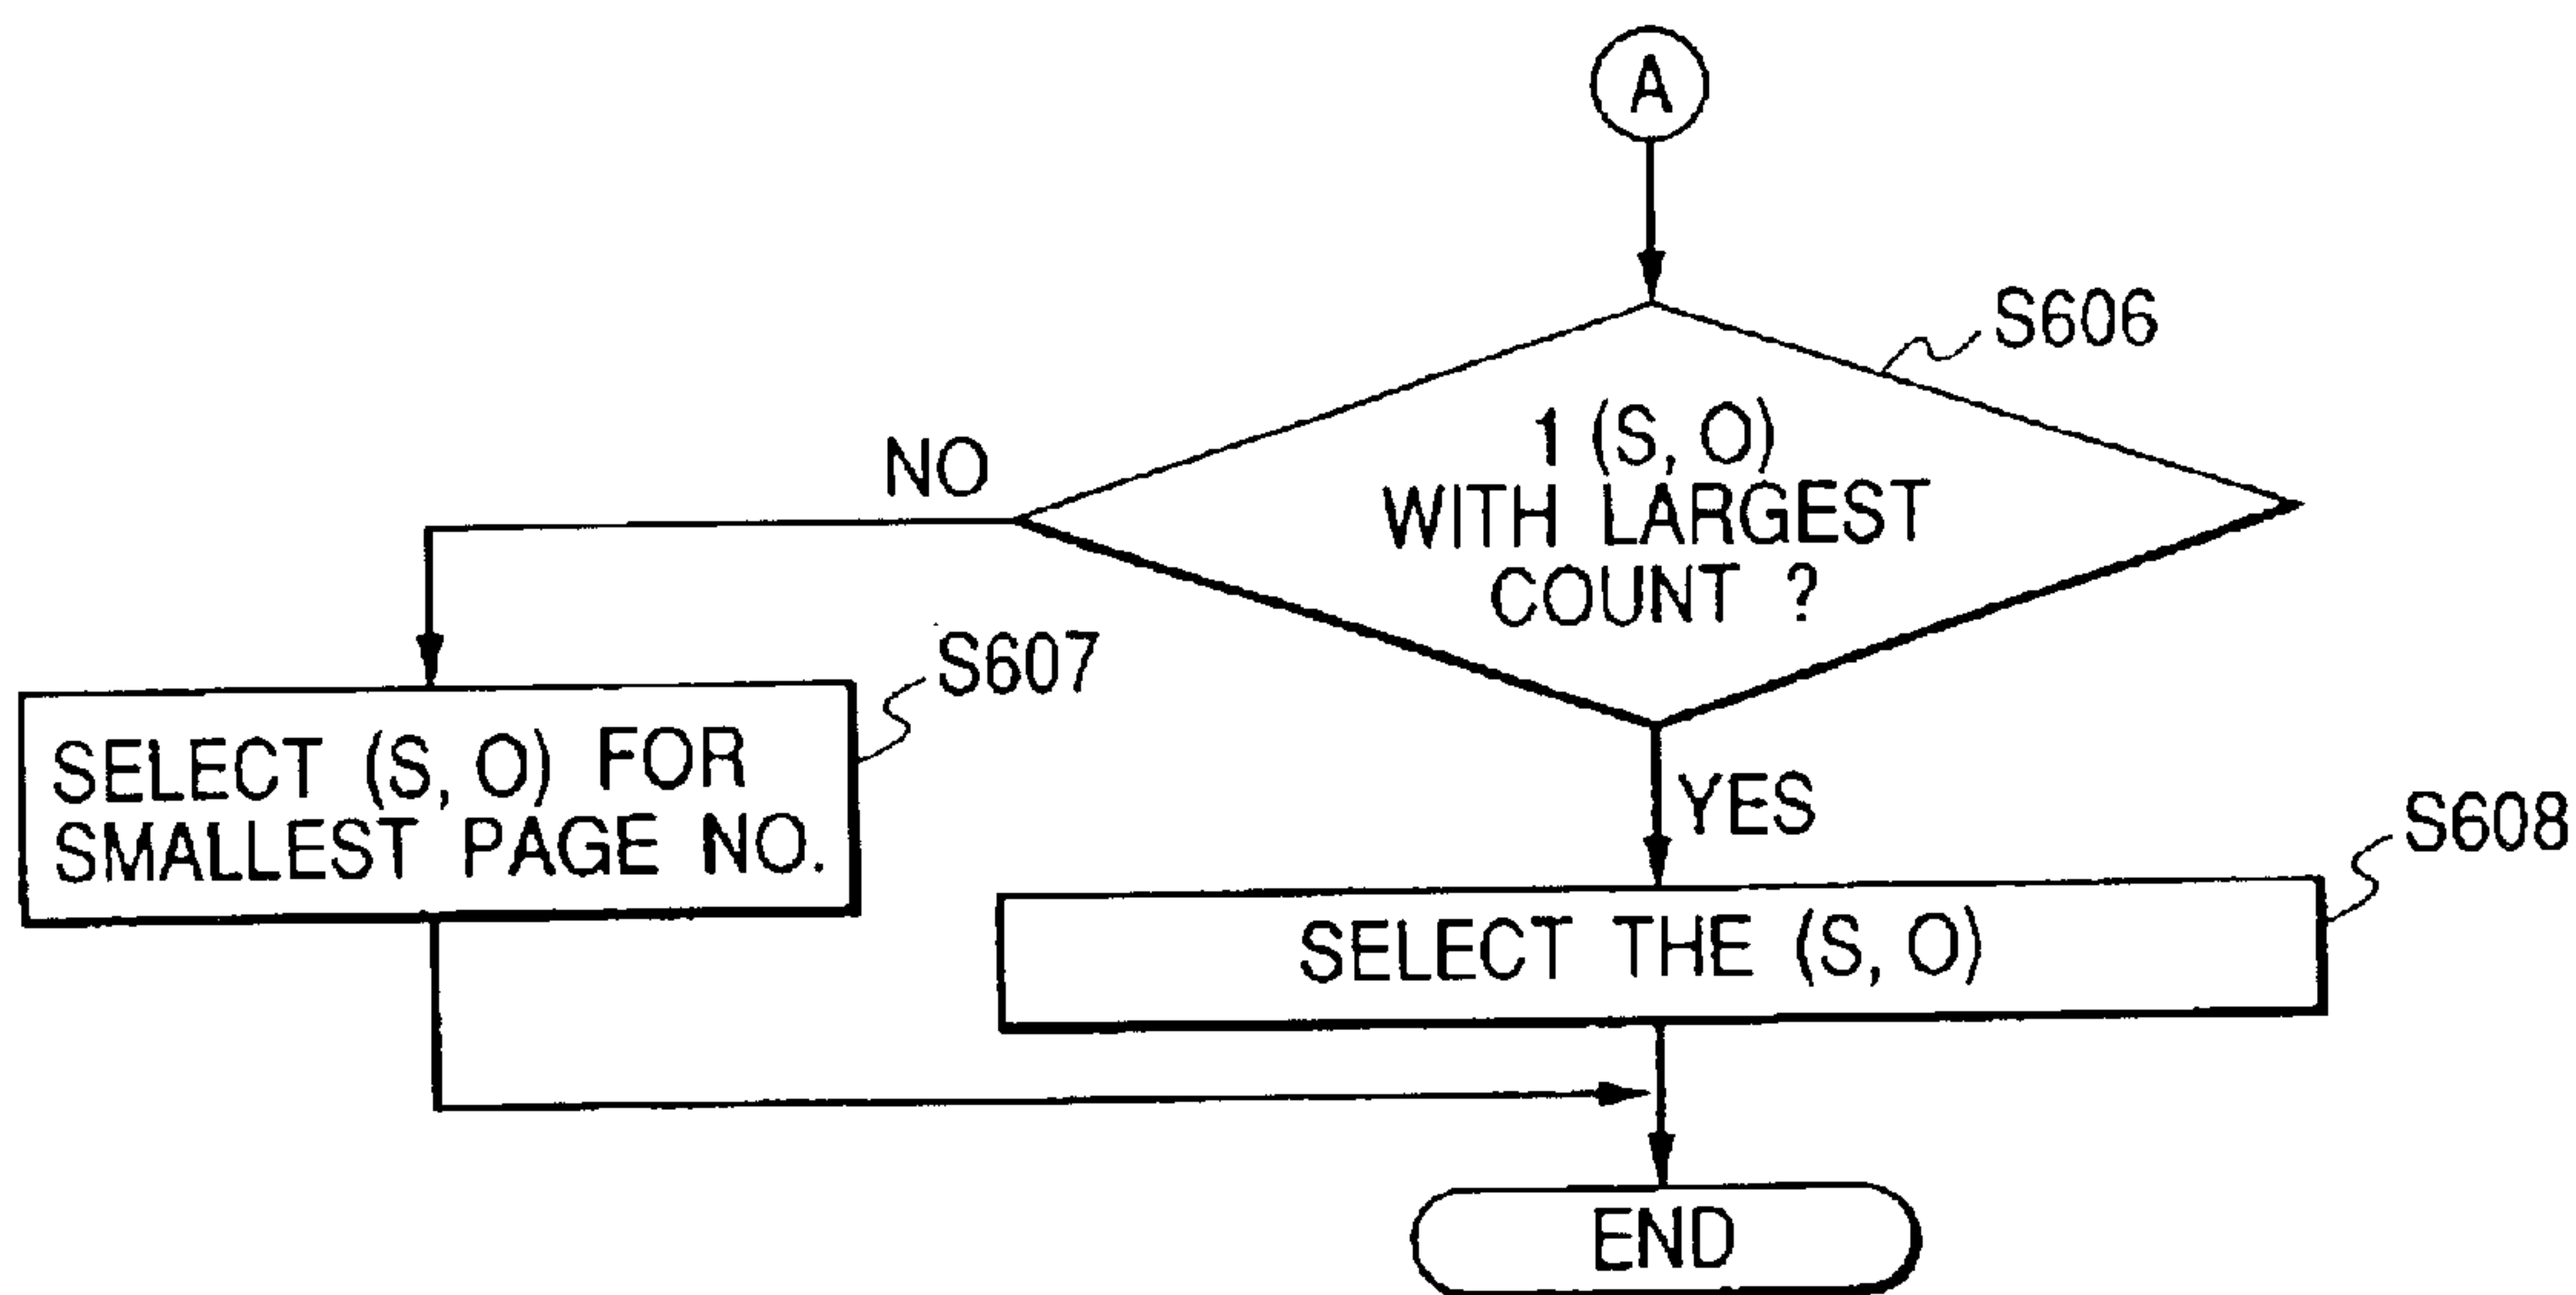 A
S606
1 (S, O)
WITH LARGEST
COUNT ?
NO
S607
SELECT (S, O) FOR
SMALLEST PAGE NO.
YES
S608
SELECT THE (S, O)
END